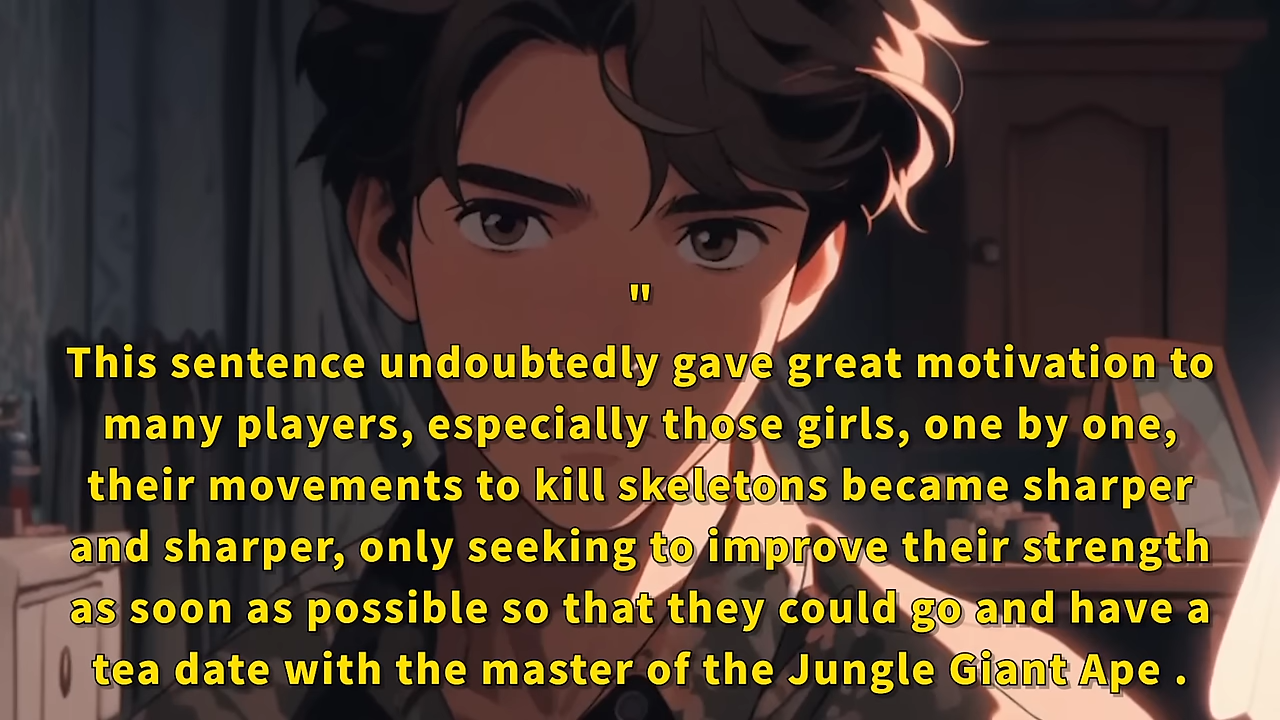 "
This sentence undoubtedly gave great motivation to
many players, especially those girls, one by one,
their movements to kill skeletons became sharper
and sharper, only seeking to improve their strength
as soon as possible so that they could go and have a
tea date with the master of the Jungle Giant Ape .